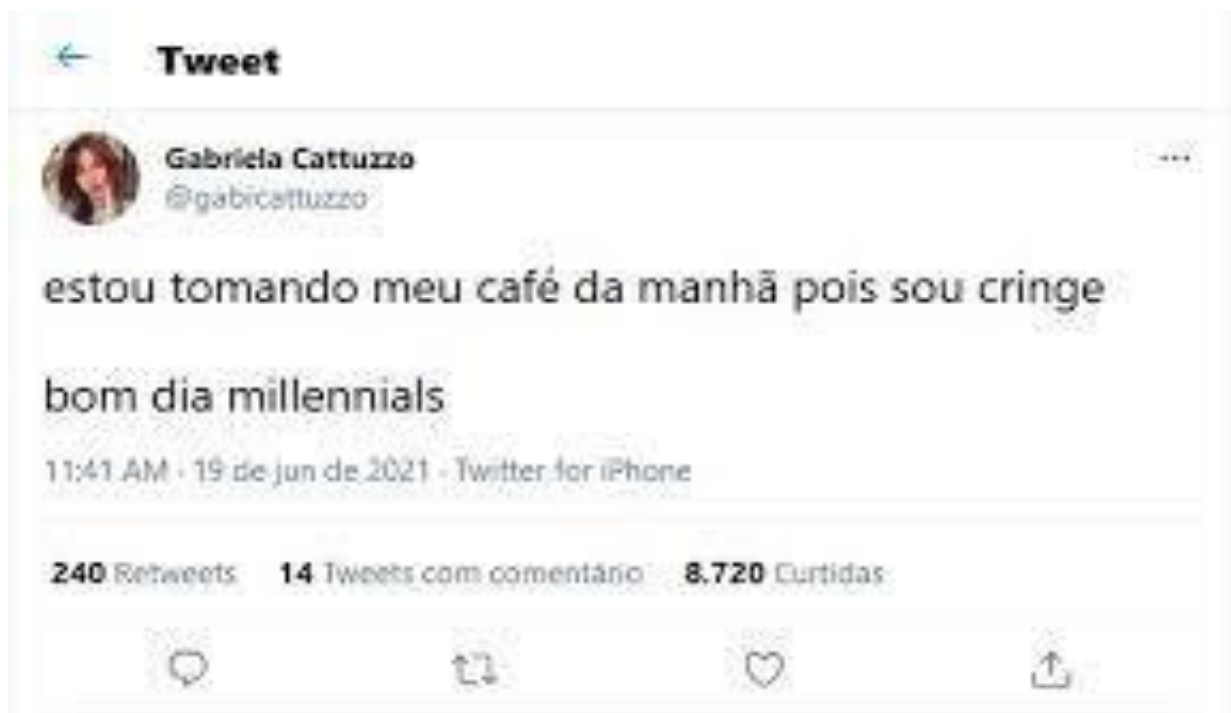 Tweet
Gabriela Cattuzzo
@gabicattuzzo
estou tomando meu café da manhã pois sou cringe
bom dia millennials
11:41 AM · 19 de jun de 2021 · Twitter for iPhone
240 Retweets 14 Tweets com comentário 8.720 Curtidas